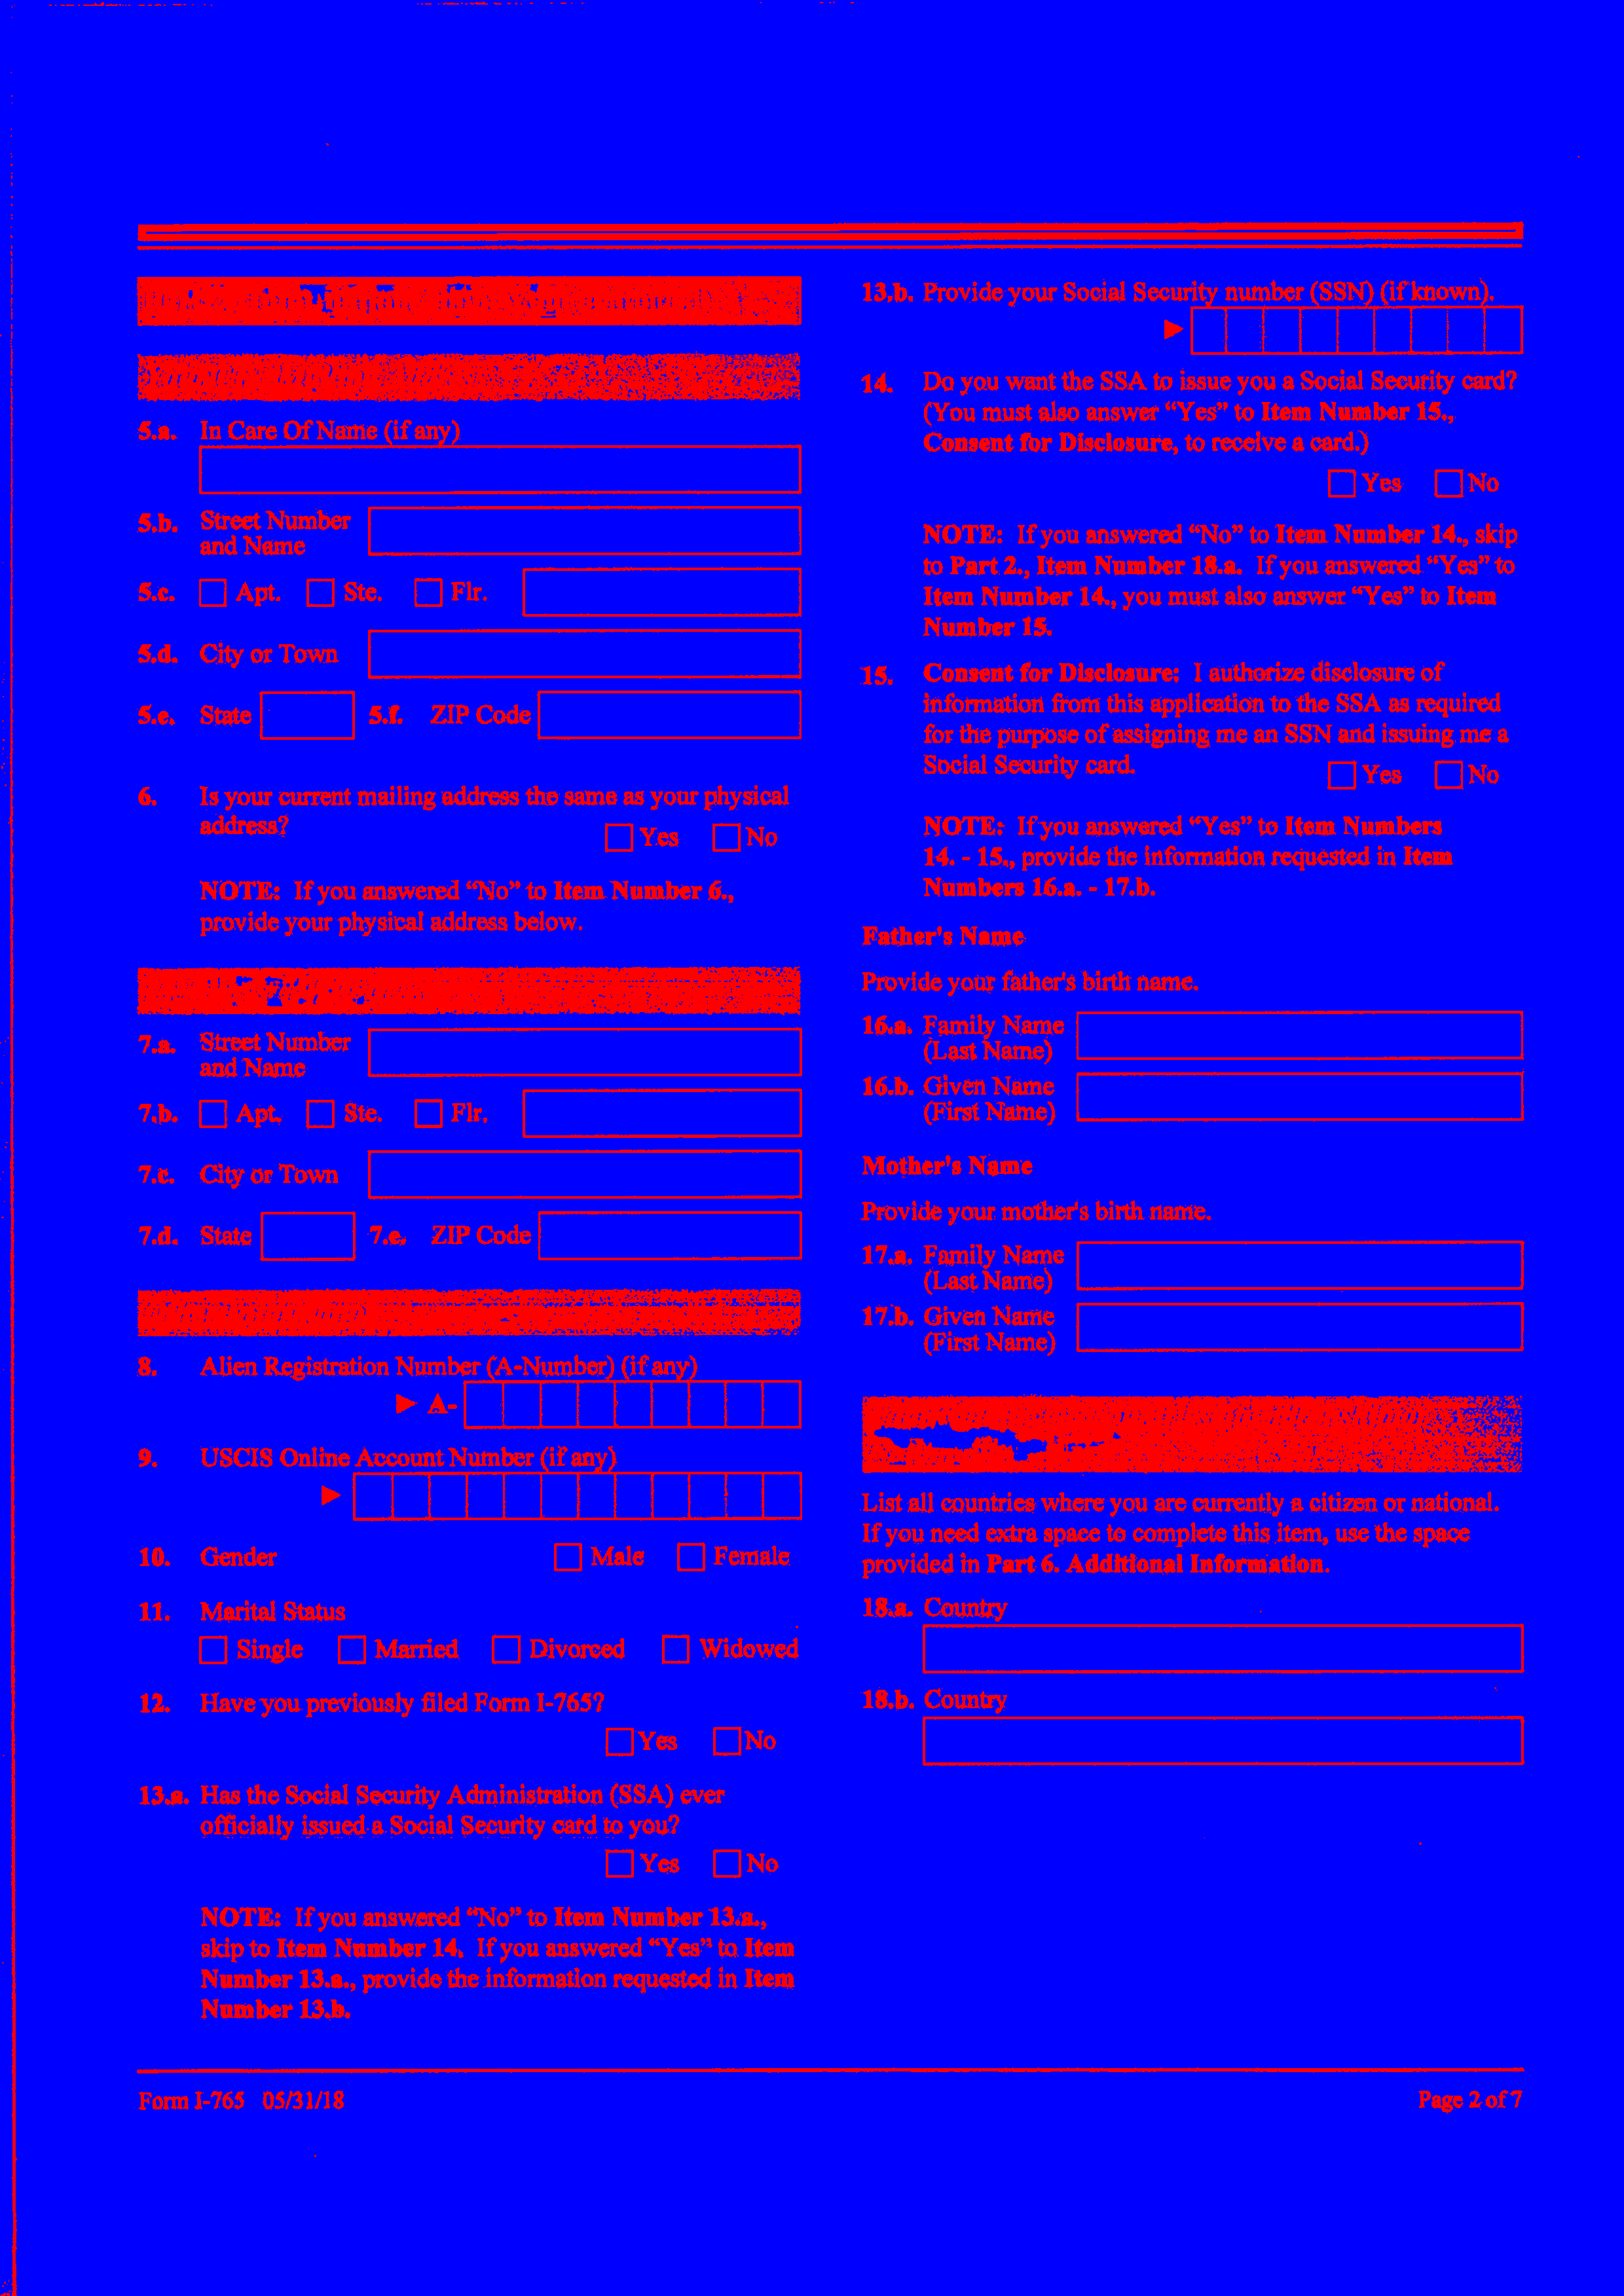 5.a. In Care Of Name (if any)
5.b. Street Number
and Name
5.c. Apt. Ste. Flr.
5.d. City or Town
5.e. State 5.f. ZIP Code
6. Is your current mailing address the same as your physical
address?
Yes No
NOTE: If you answered “No” to Item Number 6.,
provide your physical address below.
7.a. Street Number
and Name
7.b. Apt. Ste. Flr.
7.c. City or Town
7.d. State 7.e. ZIP Code
8. Alien Registration Number (A-Number) (if any)
► A-
9. USCIS Online Account Number (if any)
►
10. Gender Male Female
11. Marital Status
Single Married Divorced Widowed
12. Have you previously filed Form I-765?
Yes No
13.a. Has the Social Security Administration (SSA) ever
officially issued a Social Security card to you?
Yes No
NOTE: If you answered “No” to Item Number 13.a.,
skip to Item Number 14. If you answered “Yes” to Item
Number 13.a., provide the information requested in Item
Number 13.b.
13.b. Provide your Social Security number (SSN) (if known).
►
14. Do you want the SSA to issue you a Social Security card?
(You must also answer “Yes” to Item Number 15.,
Consent for Disclosure, to receive a card.)
Yes No
NOTE: If you answered “No” to Item Number 14., skip
to Part 2., Item Number 18.a. If you answered “Yes” to
Item Number 14., you must also answer “Yes” to Item
Number 15.
15. Consent for Disclosure: I authorize disclosure of
information from this application to the SSA as required
for the purpose of assigning me an SSN and issuing me a
Social Security card.
Yes No
NOTE: If you answered “Yes” to Item Numbers
14. - 15., provide the information requested in Item
Numbers 16.a. - 17.b.
Father's Name
Provide your father's birth name.
16.a. Family Name
(Last Name)
16.b. Given Name
(First Name)
Mother's Name
Provide your mother's birth name.
17.a. Family Name
(Last Name)
17.b. Given Name
(First Name)
List all countries where you are currently a citizen or national.
If you need extra space to complete this item, use the space
provided in Part 6. Additional Information.
18.a. Country
18.b. Country
Form I-765 05/31/18
Page 2 of 7